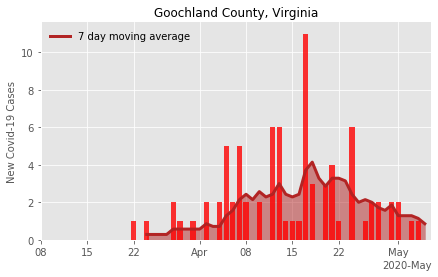 Goochland County, Virginia
7 day moving average
New Covid-19 Cases
10
8
6
4
2
0
08 15 22 Apr 08 15 22 May
2020-May